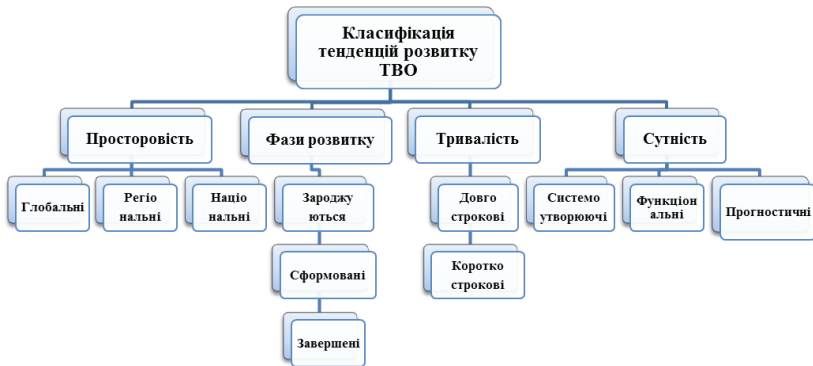 Класифікація
тенденцій розвитку
ТВО
Просторовість
Фази розвитку
Тривалість
Сутність
Глобальні
Регіо
нальні
Націо
нальні
Зароджу
ються
Сформовані
Завершені
Довго
строкові
Коротко
строкові
Системо
утворюючі
Функціон
альні
Прогностичні